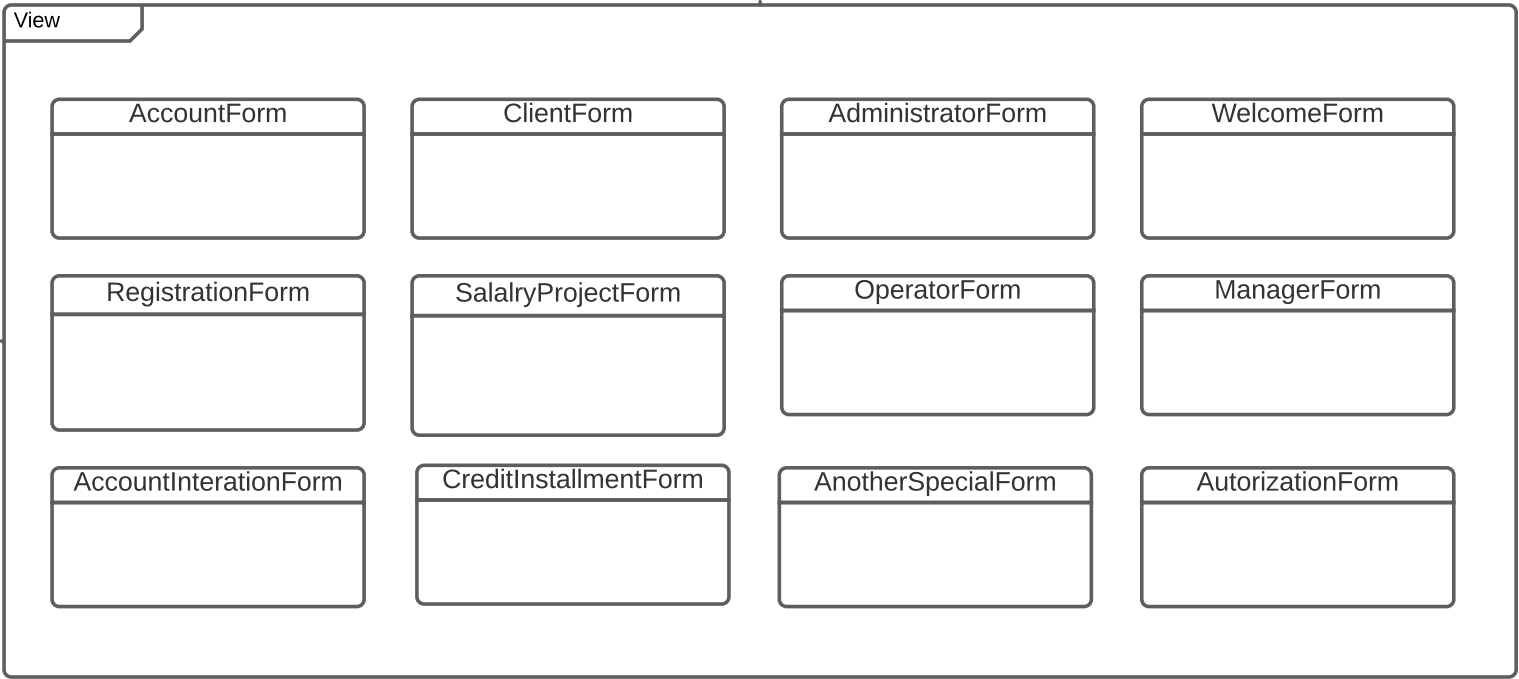 View
AccountForm
ClientForm
AdministratorForm
WelcomeForm
RegistrationForm
SalalryProjectForm
OperatorForm
ManagerForm
AccountInterationForm
CreditInstallmentForm
AnotherSpecialForm
AutorizationForm